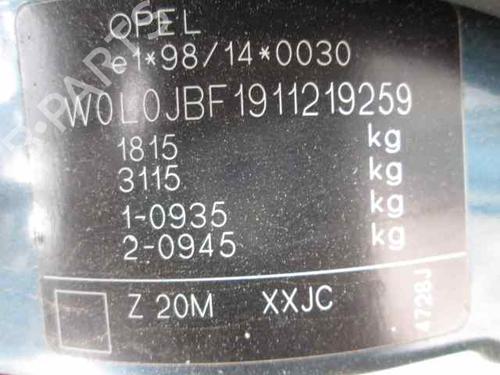 OPEL
e1*98/14*0030
W0L0JBF1911219259
1815 kg
3115 kg
1-0935 kg
2-0945 kg
Z 20M XXJC
4728J